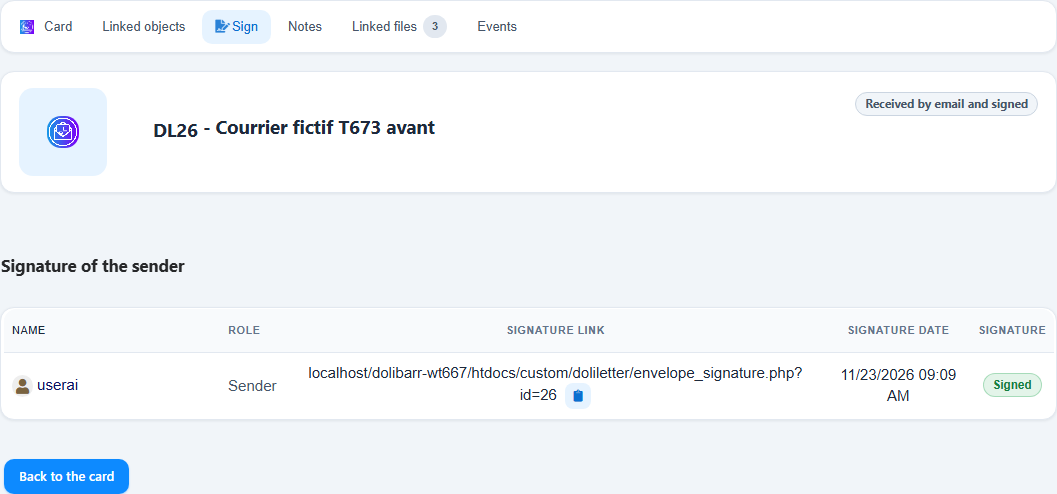 Card Linked objects Sign Notes Linked files 3 Events
Received by email and signed
DL26 - Courrier fictif T673 avant
Signature of the sender
NAME ROLE SIGNATURE LINK SIGNATURE DATE SIGNATURE
userai Sender localhost/dolibarr-wt667/htdocs/custom/doliletter/envelope_signature.php? 11/23/2026 09:09 Signed
id=26 AM
Back to the card